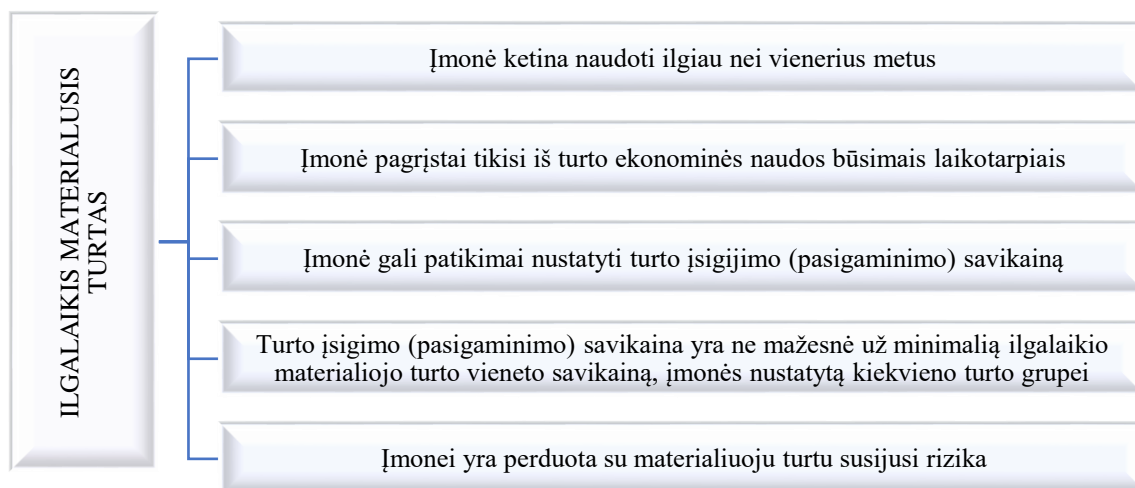 ILGALAIKIS MATERIALUSIS
TURTAS
Įmonė ketina naudoti ilgiau nei vienerius metus
Įmonė pagrįstai tikisi iš turto ekonominės naudos būsimais laikotarpiais
Įmonė gali patikimai nustatyti turto įsigijimo (pasigaminimo) savikainą
Turto įsigimo (pasigaminimo) savikaina yra ne mažesnė už minimalią ilgalaikio
materialiojo turto vieneto savikainą, įmonės nustatytą kiekvieno turto grupei
Įmonei yra perduota su materialiuoju turtu susijusi rizika